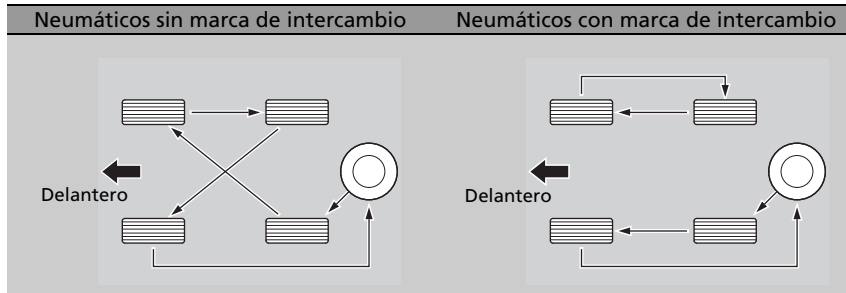 Neumáticos sin marca de intercambio
Neumáticos con marca de intercambio
Delantero
Delantero